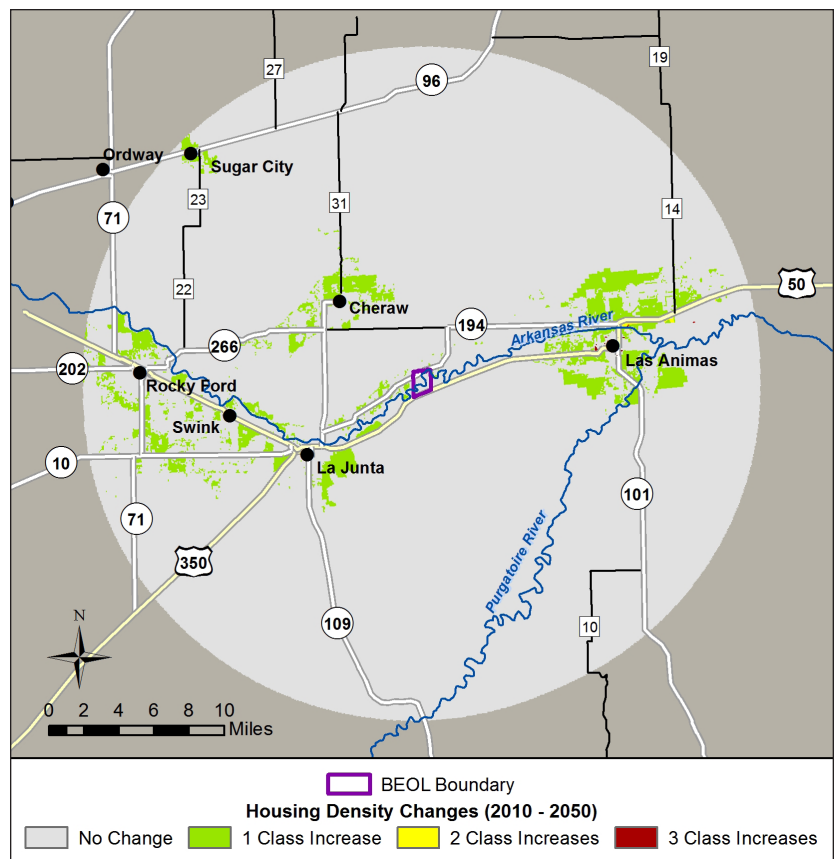 27
19
96
Ordway
Sugar City
23
31
71
14
22
50
Cheraw
194
Arkansas River
266
Las Animas
202
Rocky Ford
Swink
10
La Junta
101
71
Purgatoire River
350
10
109
N
0 2 4 6 8 10
Miles
BEOL Boundary
Housing Density Changes (2010 - 2050)
No Change 1 Class Increase 2 Class Increases 3 Class Increases